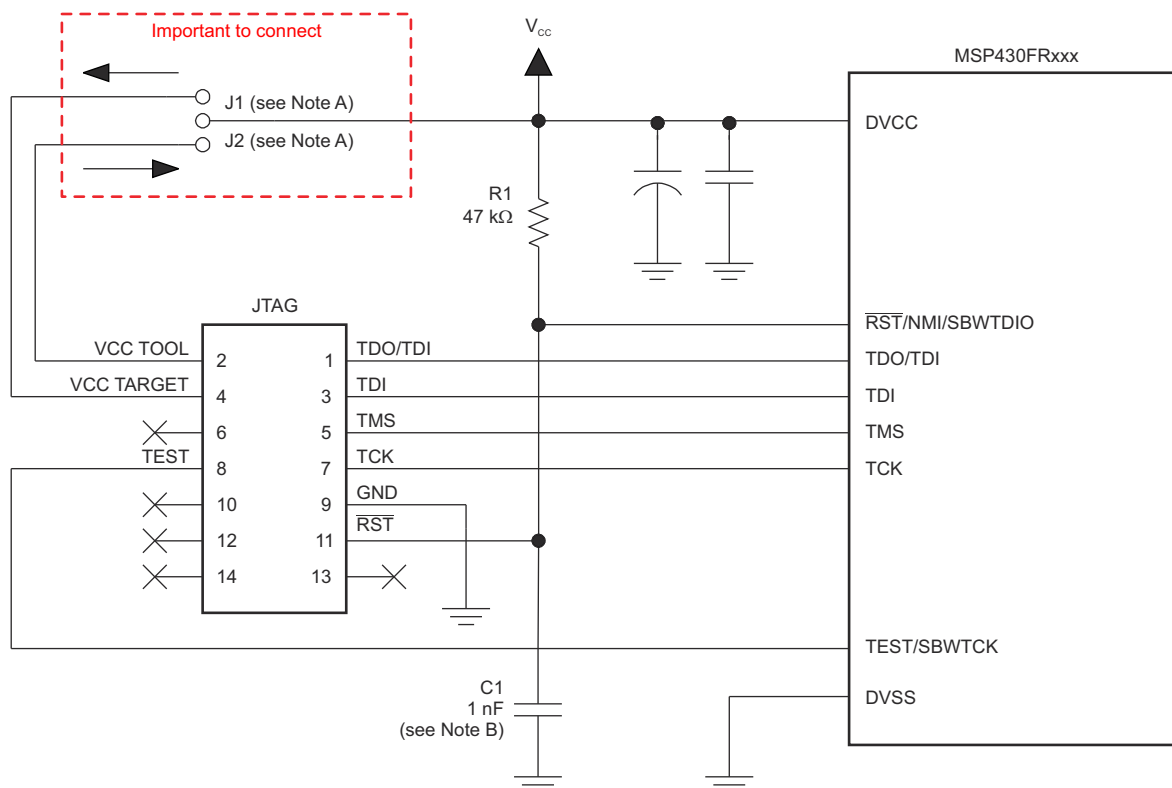 Important to connect
J1 (see Note A)
J2 (see Note A)
VCC
MSP430FRxxx
DVCC
R1
47 kΩ
JTAG
RST/NMI/SBWTDIO
VCC TOOL
2
1
TDO/TDI
TDO/TDI
VCC TARGET
4
3
TDI
TDI
6
5
TMS
TMS
TEST
8
7
TCK
TCK
10
9
GND
12
11
RST
14
13
TEST/SBWTCK
C1
1 nF
(see Note B)
DVSS